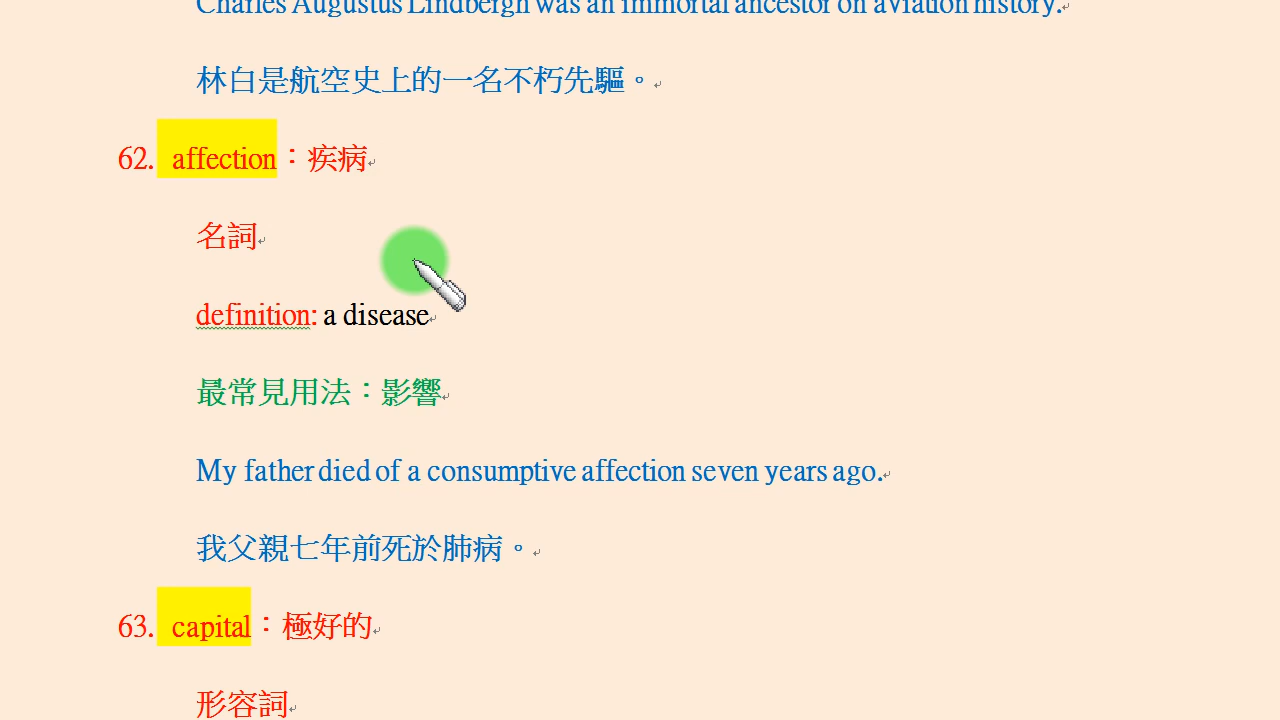 Charles Augustus Lindbergh was an immortal ancestor on aviation history.
林白是航空史上的一名不朽先驅。
62. affection：疾病
名詞
definition: a disease
最常見用法：影響
My father died of a consumptive affection seven years ago.
我父親七年前死於肺病。
63. capital：極好的
形容詞